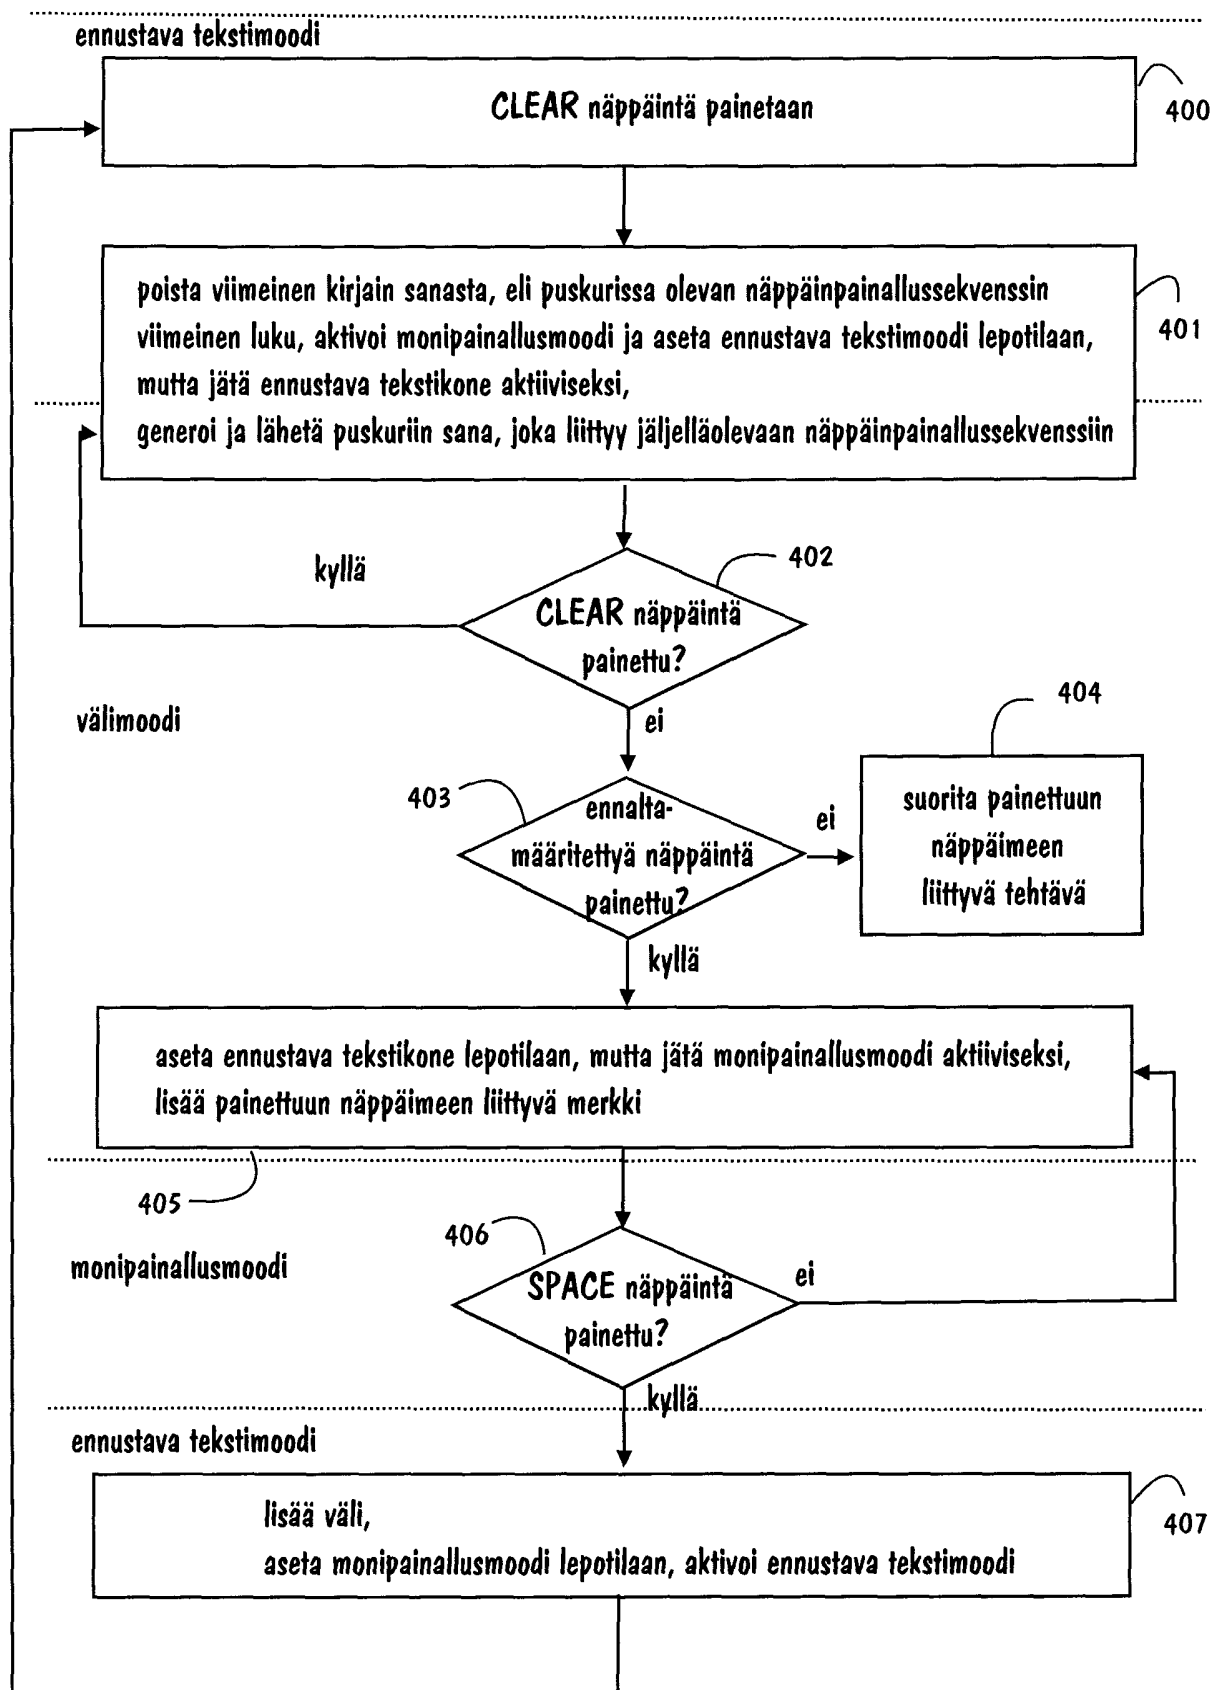 ennustava tekstimoodi
CLEAR näppäintä painetaan
400
poista viimeinen kirjain sanasta, eli puskurissa olevan näppäinpainallussekvenssin
viimeinen luku, aktivoi monipainallusmoodi ja aseta ennustava tekstimoodi lepotilaan,
mutta jätä ennustava tekstikone aktiiviseksi,
generoi ja lähetä puskuriin sana, joka liittyy jäljelläolevaan näppäinpainallussekvenssiin
401
kyllä
402
CLEAR näppäintä
painettu?
välimoodi
ei
404
403
ennalta-
määritettyä näppäintä
painettu?
ei
suorita painettuun
näppäimeen
liittyvä tehtävä
kyllä
aseta ennustava tekstikone lepotilaan, mutta jätä monipainallusmoodi aktiiviseksi,
lisää painettuun näppäimeen liittyvä merkki
405
406
monipainallusmoodi
SPACE näppäintä
painettu?
ei
kyllä
ennustava tekstimoodi
lisää väli,
aseta monipainallusmoodi lepotilaan, aktivoi ennustava tekstimoodi
407